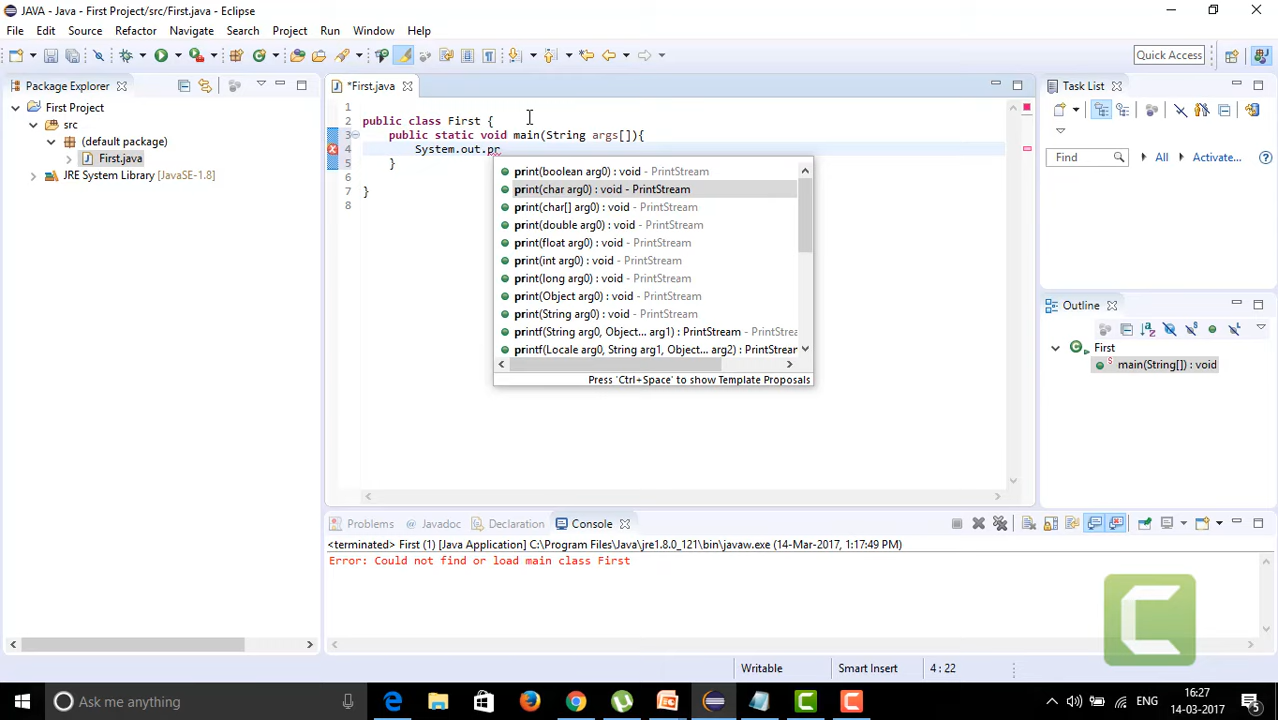 JAVA - Java - First Project/src/First.java - Eclipse
File Edit Source Refactor Navigate Search Project Run Window Help
Quick Access
Package Explorer
First Project
src
(default package)
First.java
JRE System Library [JavaSE-1.8]
*First.java
1
2 public class First {
3 public static void main(String args[]){
4 System.out.pr
5 }
6
7 }
8
print(boolean arg0) : void - PrintStream
print(char arg0) : void - PrintStream
print(char[] arg0) : void - PrintStream
print(double arg0) : void - PrintStream
print(float arg0) : void - PrintStream
print(int arg0) : void - PrintStream
print(long arg0) : void - PrintStream
print(Object arg0) : void - PrintStream
print(String arg0) : void - PrintStream
printf(String arg0, Object... arg1) : PrintStream - PrintStrea
printf(Locale arg0, String arg1, Object... arg2) : PrintStrean
Press 'Ctrl+Space' to show Template Proposals
Task List
Find All Activate...
Outline
First
main(String[]) : void
Problems Javadoc Declaration Console
<terminated> First (1) [Java Application] C:\Program Files\Java\jre1.8.0_121\bin\javaw.exe (14-Mar-2017, 1:17:49 PM)
Error: Could not find or load main class First
Writable Smart Insert 4 : 22
Ask me anything
ENG
16:27
14-03-2017
5